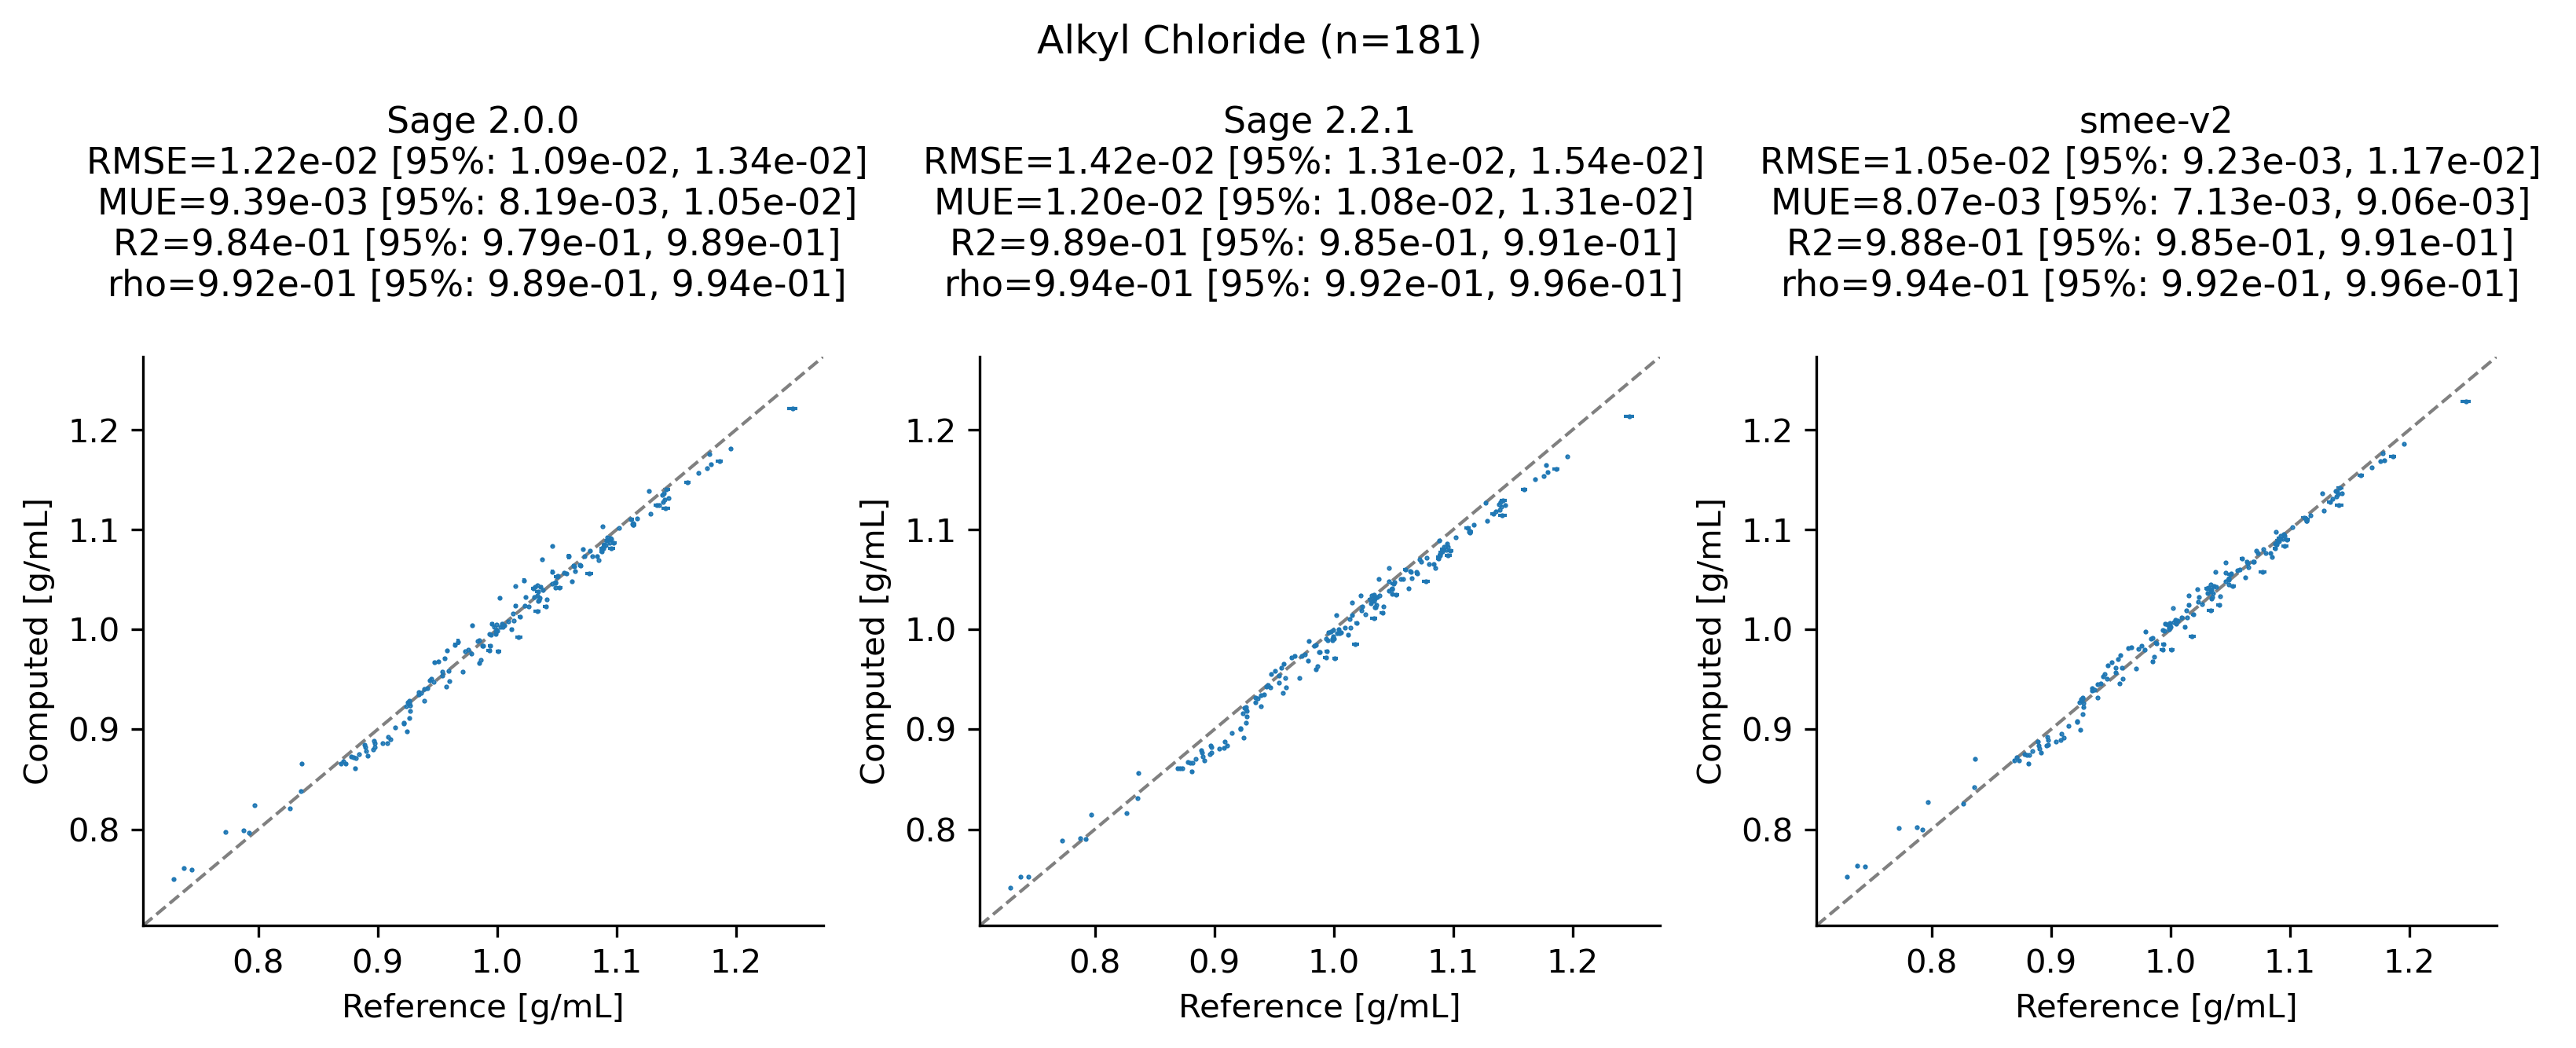 Alkyl Chloride (n=181)
Sage 2.0.0
RMSE=1.22e-02 [95%: 1.09e-02, 1.34e-02]
MUE=9.39e-03 [95%: 8.19e-03, 1.05e-02]
R2=9.84e-01 [95%: 9.79e-01, 9.89e-01]
rho=9.92e-01 [95%: 9.89e-01, 9.94e-01]
1.2
1.1
1.0
0.9
0.8
Computed [g/mL]
0.8 0.9 1.0 1.1 1.2
Reference [g/mL]
Sage 2.2.1
RMSE=1.42e-02 [95%: 1.31e-02, 1.54e-02]
MUE=1.20e-02 [95%: 1.08e-02, 1.31e-02]
R2=9.89e-01 [95%: 9.85e-01, 9.91e-01]
rho=9.94e-01 [95%: 9.92e-01, 9.96e-01]
1.2
1.1
1.0
0.9
0.8
Computed [g/mL]
0.8 0.9 1.0 1.1 1.2
Reference [g/mL]
smee-v2
RMSE=1.05e-02 [95%: 9.23e-03, 1.17e-02]
MUE=8.07e-03 [95%: 7.13e-03, 9.06e-03]
R2=9.88e-01 [95%: 9.85e-01, 9.91e-01]
rho=9.94e-01 [95%: 9.92e-01, 9.96e-01]
1.2
1.1
1.0
0.9
0.8
Computed [g/mL]
0.8 0.9 1.0 1.1 1.2
Reference [g/mL]